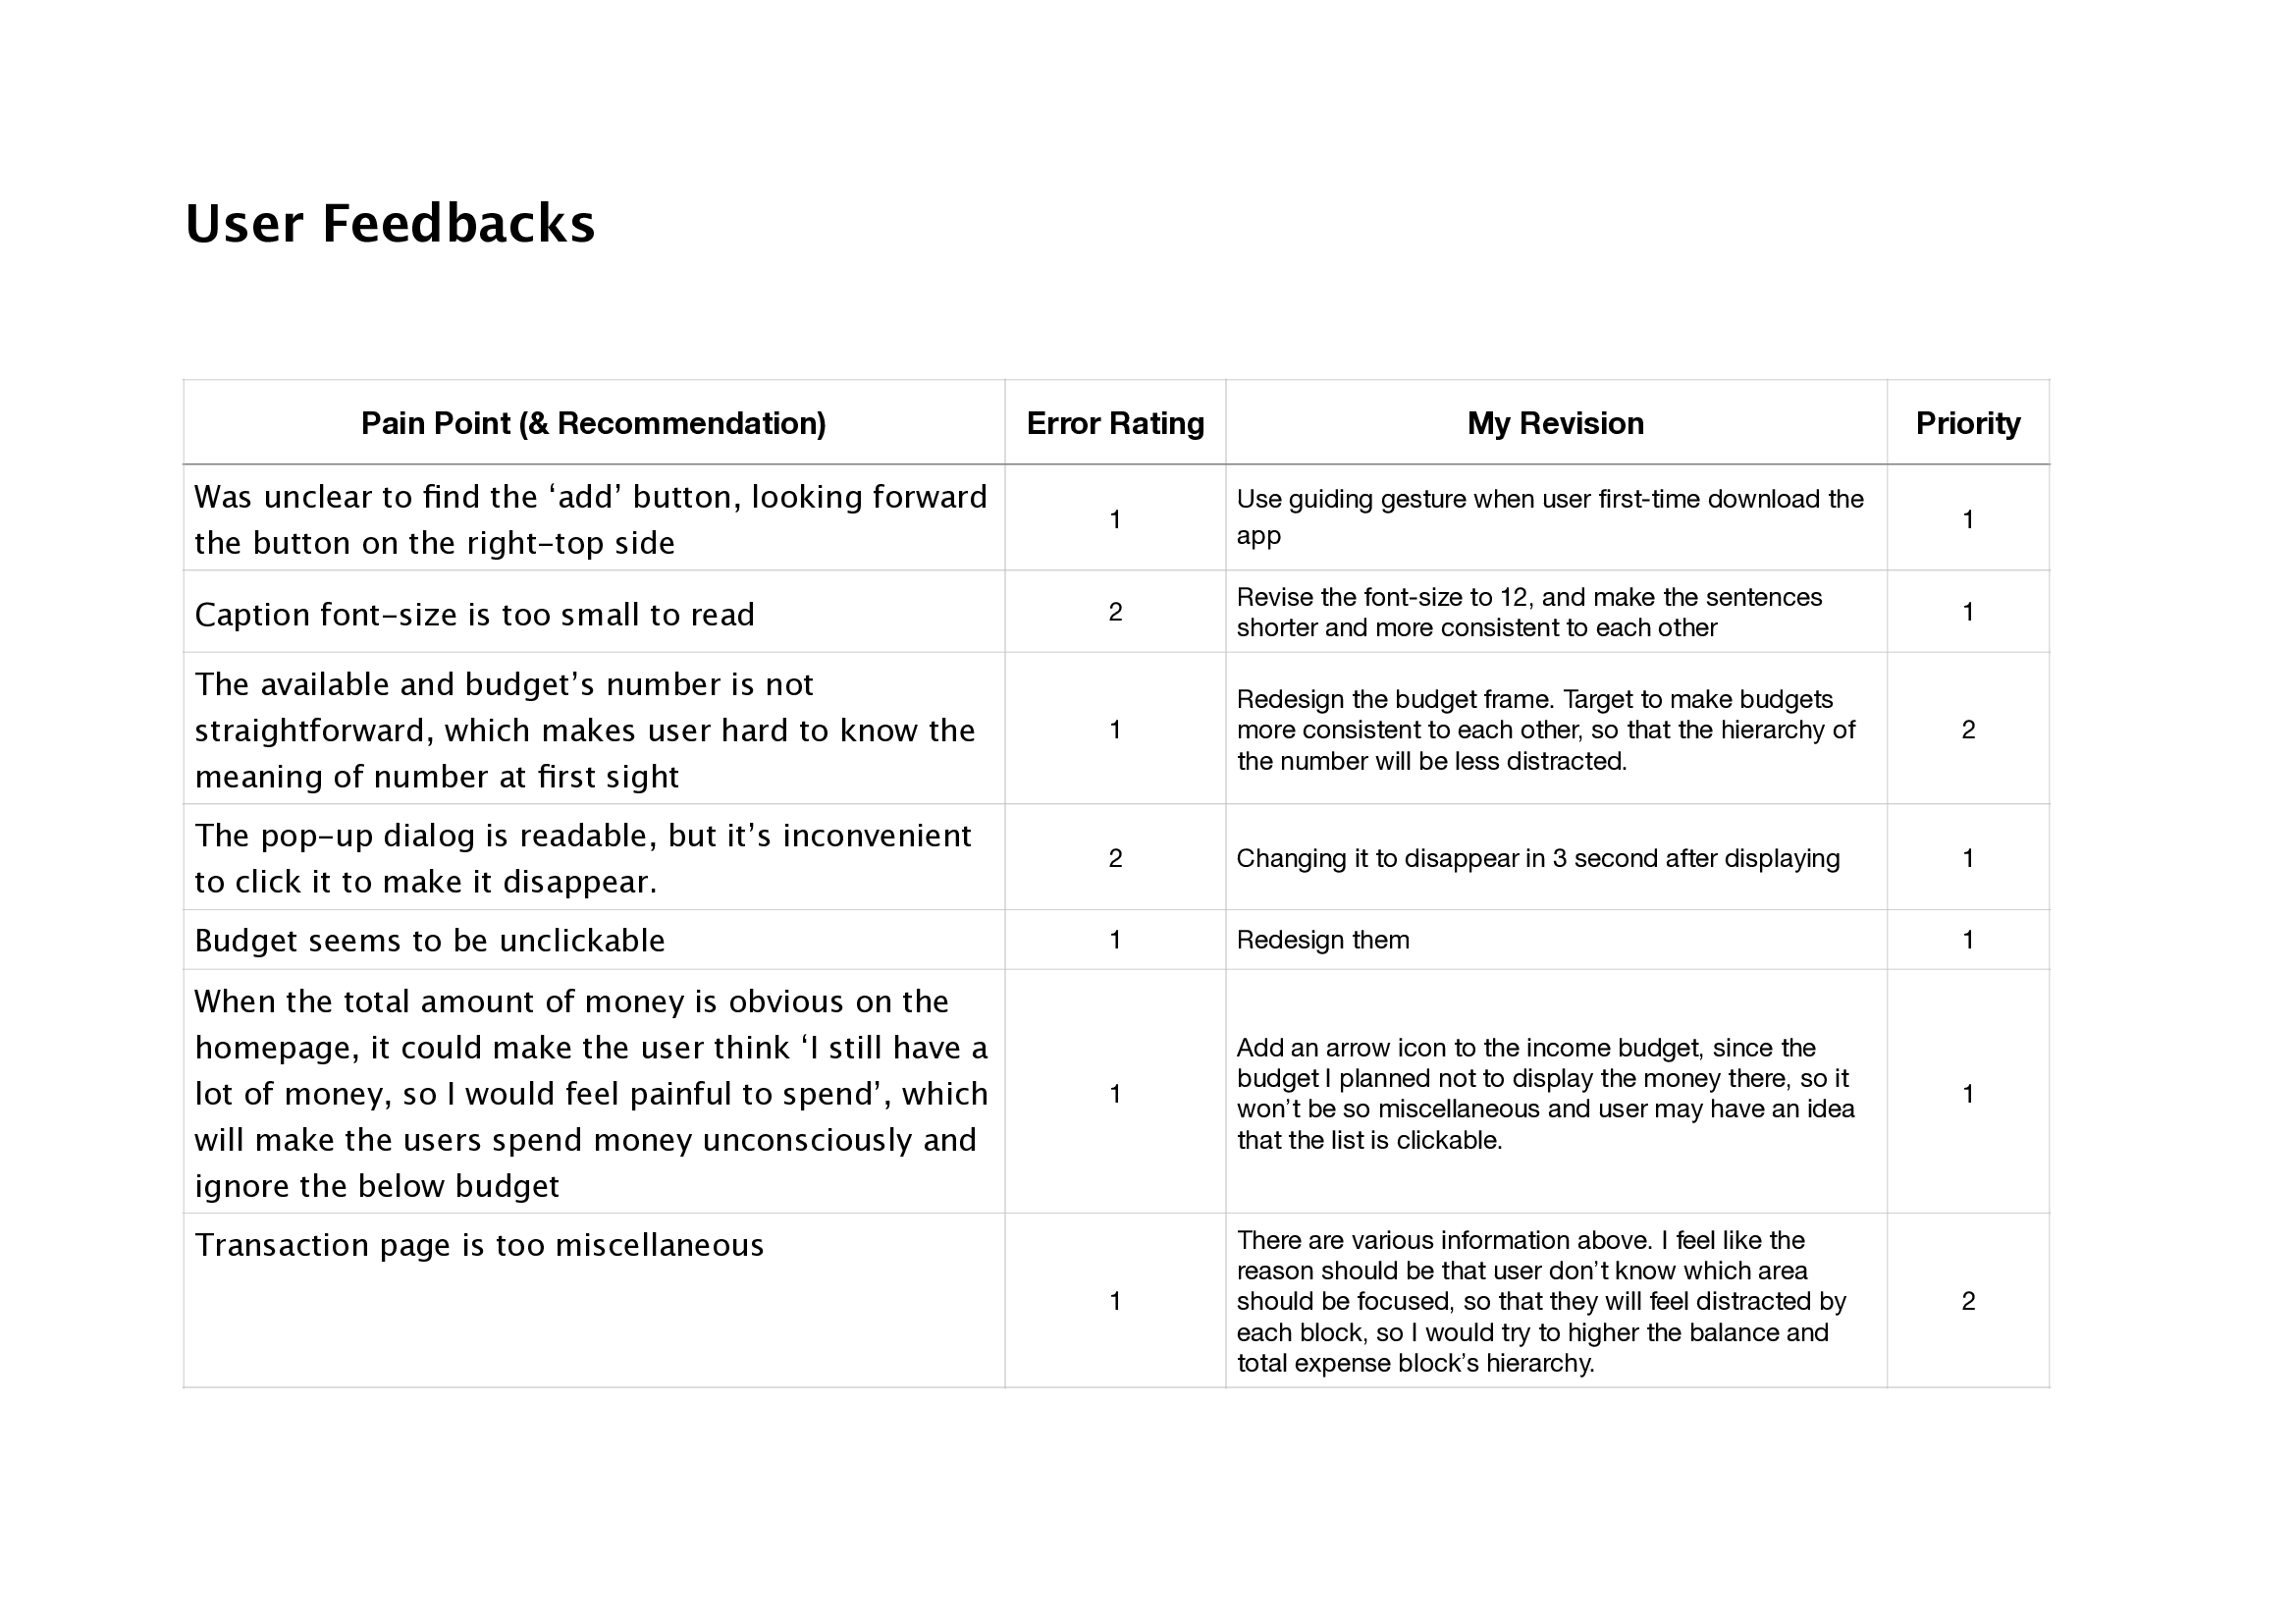 User Feedbacks
Pain Point (& Recommendation)
Error Rating
My Revision
Priority
Was unclear to find the ‘add’ button, looking forward
the button on the right-top side
1
Use guiding gesture when user first-time download the
app
1
Caption font-size is too small to read
2
Revise the font-size to 12, and make the sentences
shorter and more consistent to each other
1
The available and budget’s number is not
straightforward, which makes user hard to know the
meaning of number at first sight
1
Redesign the budget frame. Target to make budgets
more consistent to each other, so that the hierarchy of
the number will be less distracted.
2
The pop-up dialog is readable, but it’s inconvenient
to click it to make it disappear.
2
Changing it to disappear in 3 second after displaying
1
Budget seems to be unclickable
1
Redesign them
1
When the total amount of money is obvious on the
homepage, it could make the user think ‘I still have a
lot of money, so I would feel painful to spend’, which
will make the users spend money unconsciously and
ignore the below budget
1
Add an arrow icon to the income budget, since the
budget I planned not to display the money there, so it
won’t be so miscellaneous and user may have an idea
that the list is clickable.
1
Transaction page is too miscellaneous
1
There are various information above. I feel like the
reason should be that user don’t know which area
should be focused, so that they will feel distracted by
each block, so I would try to higher the balance and
total expense block’s hierarchy.
2